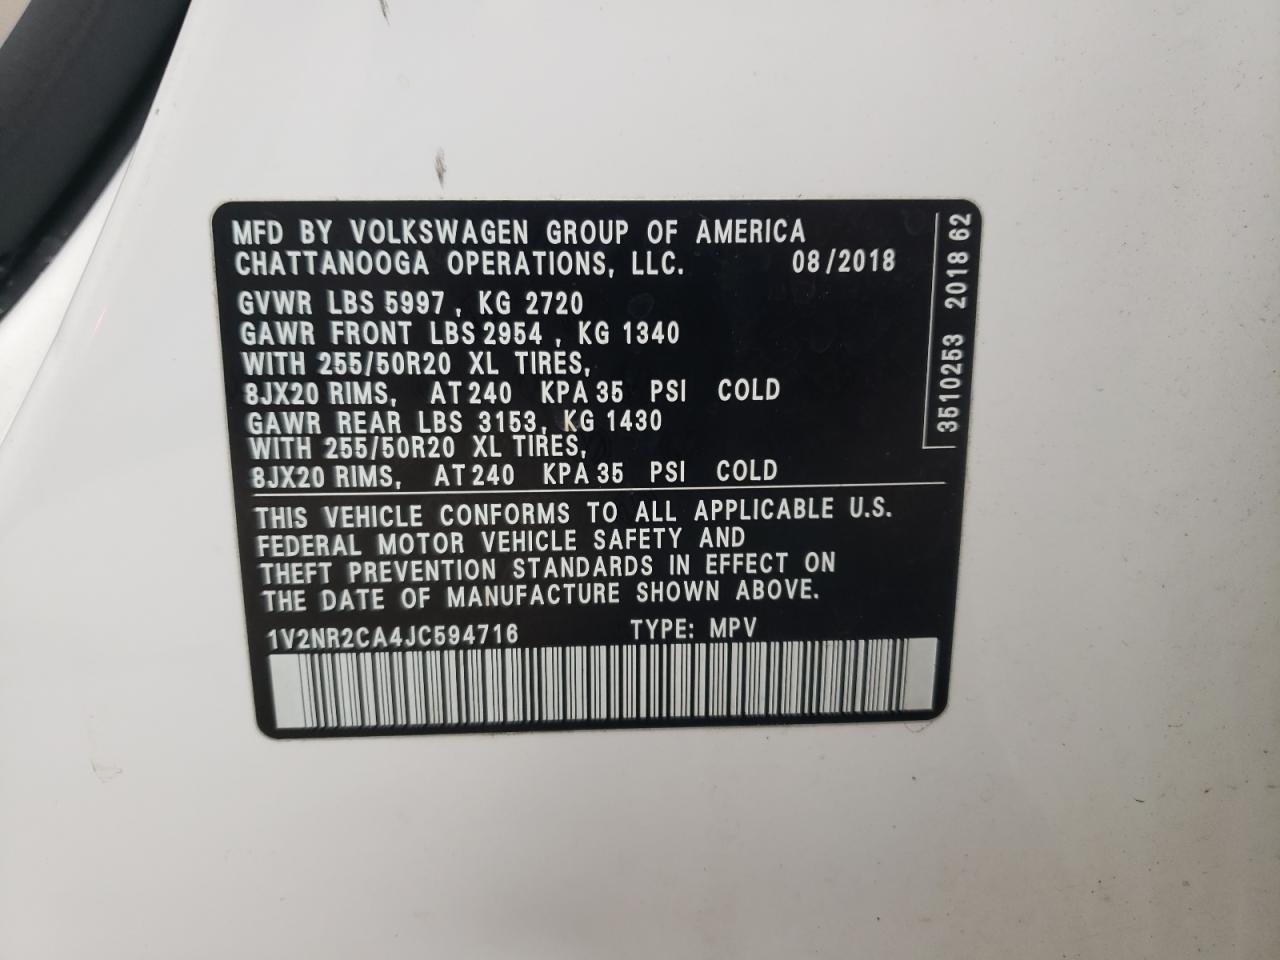 MFD BY VOLKSWAGEN GROUP OF AMERICA
CHATTANOOGA OPERATIONS, LLC. 08/2018
GVWR LBS 5997, KG 2720
GAWR FRONT LBS 2954, KG 1340
WITH 255/50R20 XL TIRES,
8JX20 RIMS, AT 240 KPA 35 PSI COLD
GAWR REAR LBS 3153, KG 1430
WITH 255/50R20 XL TIRES,
8JX20 RIMS, AT 240 KPA 35 PSI COLD
THIS VEHICLE CONFORMS TO ALL APPLICABLE U.S.
FEDERAL MOTOR VEHICLE SAFETY AND
THEFT PREVENTION STANDARDS IN EFFECT ON
THE DATE OF MANUFACTURE SHOWN ABOVE.
1V2NR2CA4JC594716 TYPE: MPV
3510253 2018 62